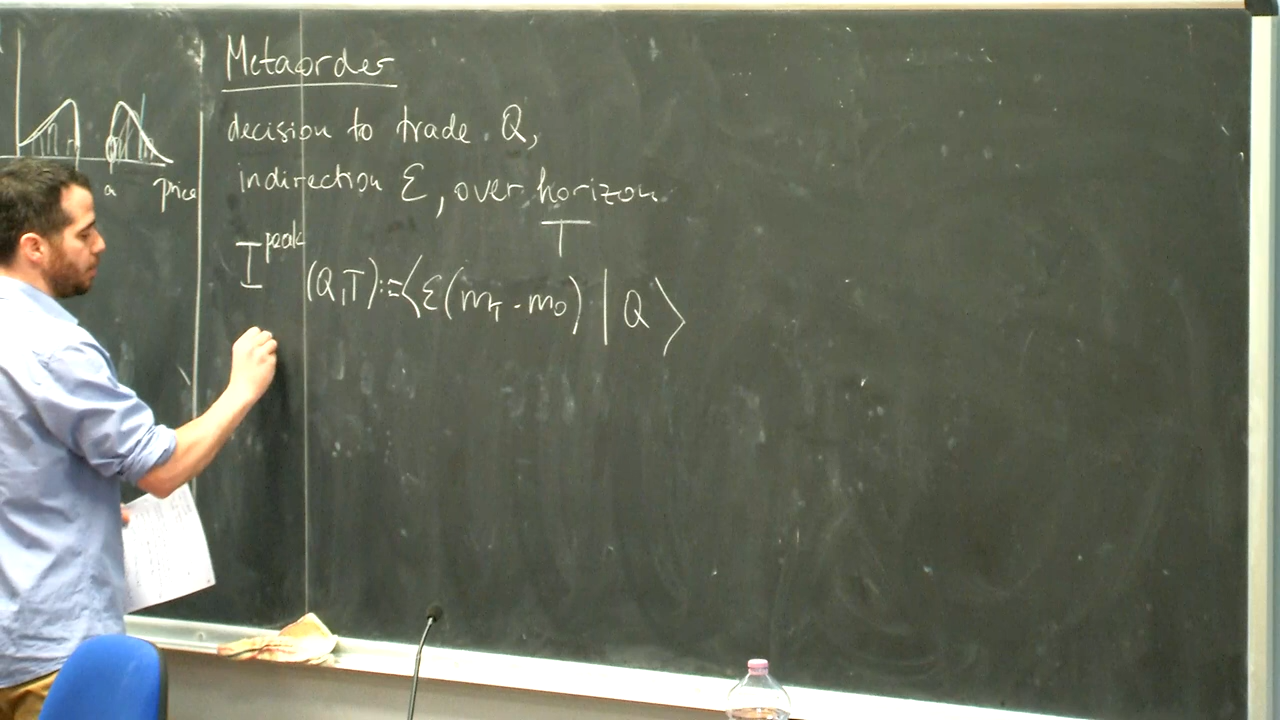 a price
Metaorder
decision to trade Q,
in direction ε, over horizon
T
I^peak (Q,T) := ⟨ε(m_T - m_0) | Q⟩